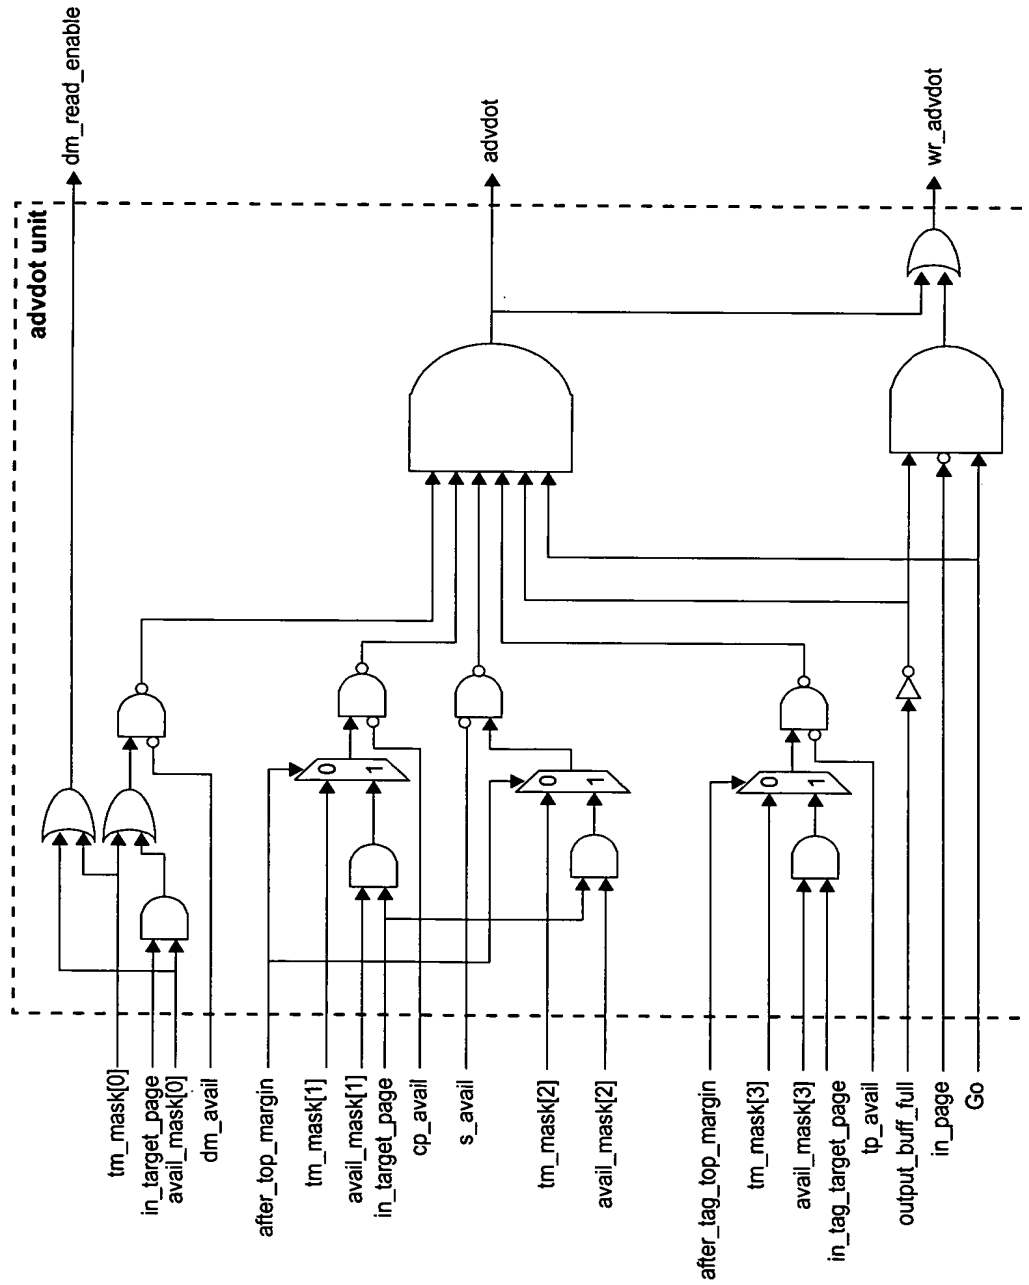 dm_read_enable
advdot
wr_advdot
advdot unit
0
1
0
1
0
1
tm_mask[0]
in_target_page
avail_mask[0]
dm_avail
after_top_margin
tm_mask[1]
avail_mask[1]
in_target_page
cp_avail
s_avail
tm_mask[2]
avail_mask[2]
after_tag_top_margin
tm_mask[3]
avail_mask[3]
in_tag_target_page
tp_avail
output_buff_full
in_page
Go